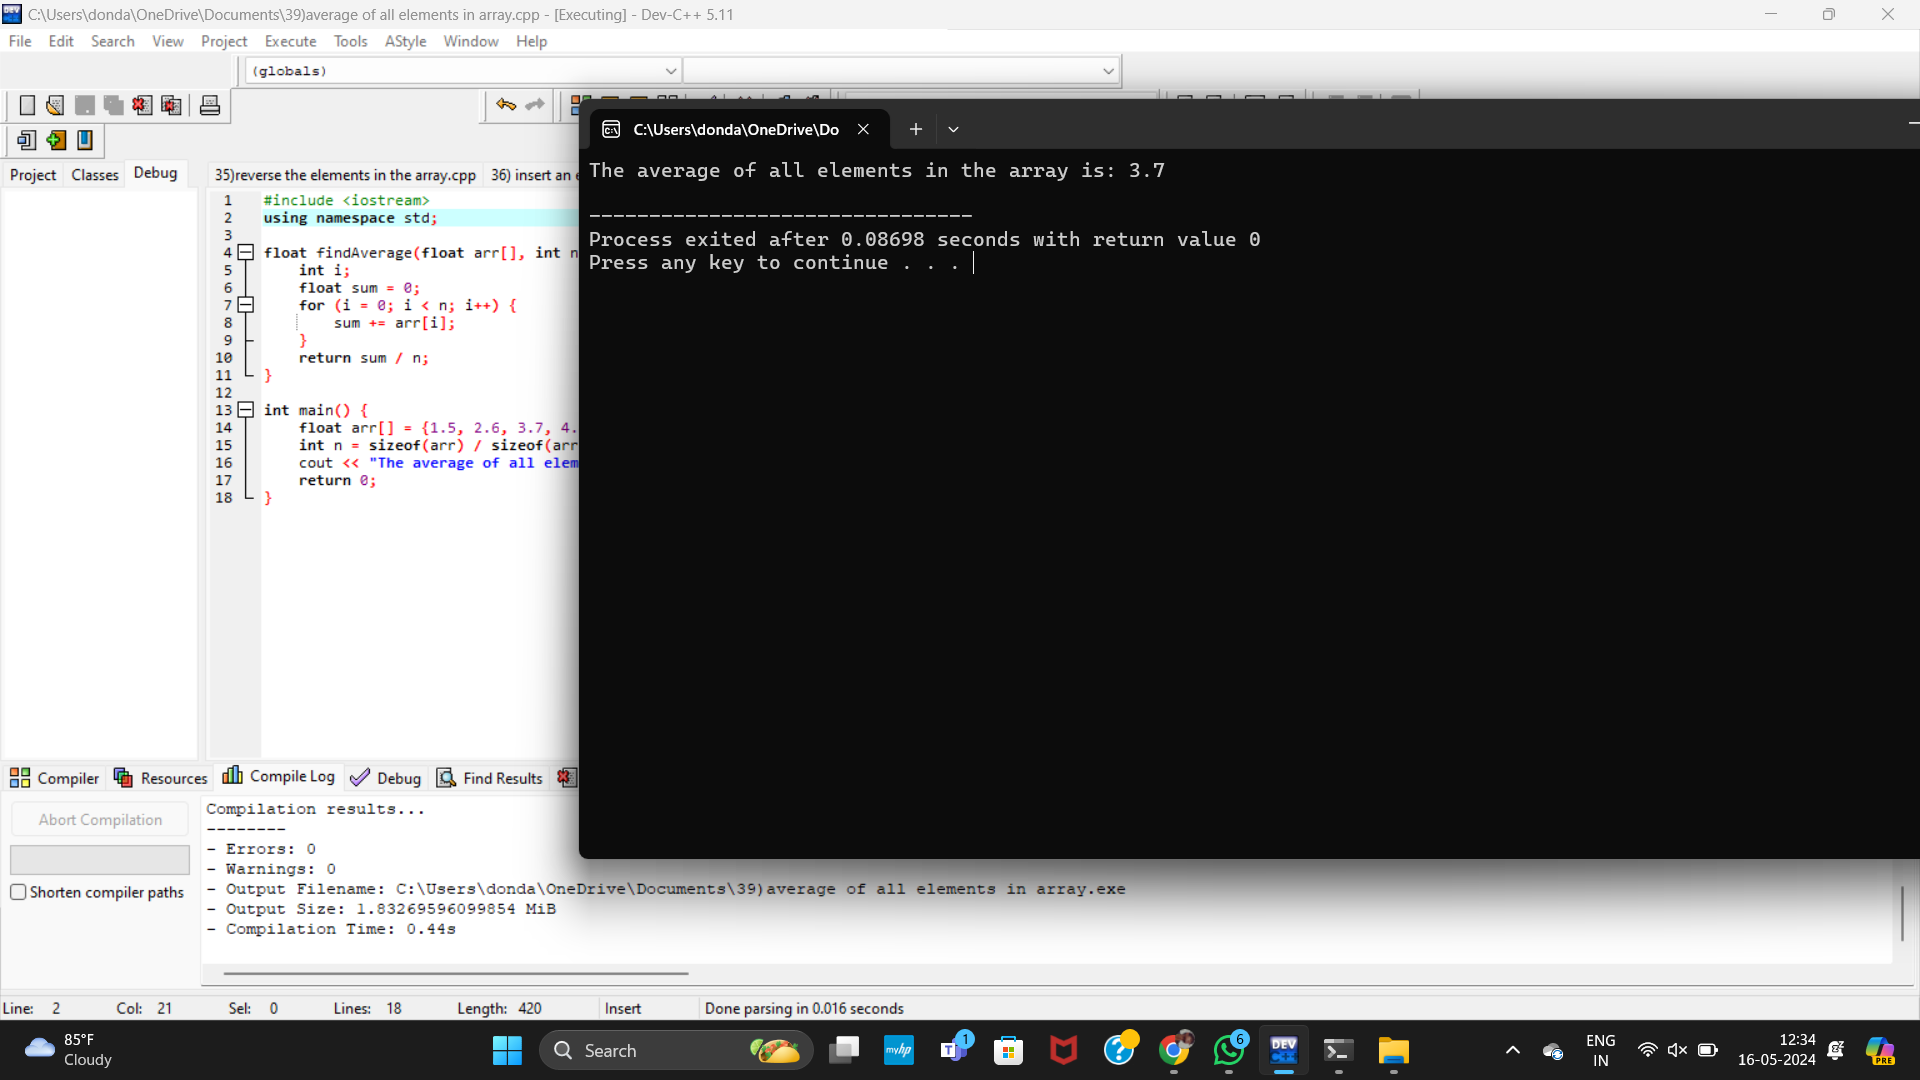 C:\Users\donda\OneDrive\Documents\39)average of all elements in array.cpp - [Executing] - Dev-C++ 5.11
File Edit Search View Project Execute Tools AStyle Window Help
(globals)
Project Classes Debug
35)reverse the elements in the array.cpp 36) insert an
1 #include <iostream>
2 using namespace std;
3
4 float findAverage(float arr[], int n
5 int i;
6 float sum = 0;
7 for (i = 0; i < n; i++) {
8 sum += arr[i];
9 }
10 return sum / n;
11 }
12
13 int main() {
14 float arr[] = {1.5, 2.6, 3.7, 4.
15 int n = sizeof(arr) / sizeof(arr
16 cout << "The average of all elem
17 return 0;
18 }
C:\Users\donda\OneDrive\Do
The average of all elements in the array is: 3.7
--------------------------------
Process exited after 0.08698 seconds with return value 0
Press any key to continue . . .
Compiler Resources Compile Log Debug Find Results
Abort Compilation
Shorten compiler paths
Compilation results...
--------
- Errors: 0
- Warnings: 0
- Output Filename: C:\Users\donda\OneDrive\Documents\39)average of all elements in array.exe
- Output Size: 1.83269596099854 MiB
- Compilation Time: 0.44s
Line: 2 Col: 21 Sel: 0 Lines: 18 Length: 420 Insert Done parsing in 0.016 seconds
85°F
Cloudy
Search
myhp
1
6
DEV
ENG
IN
12:34
16-05-2024
PRE